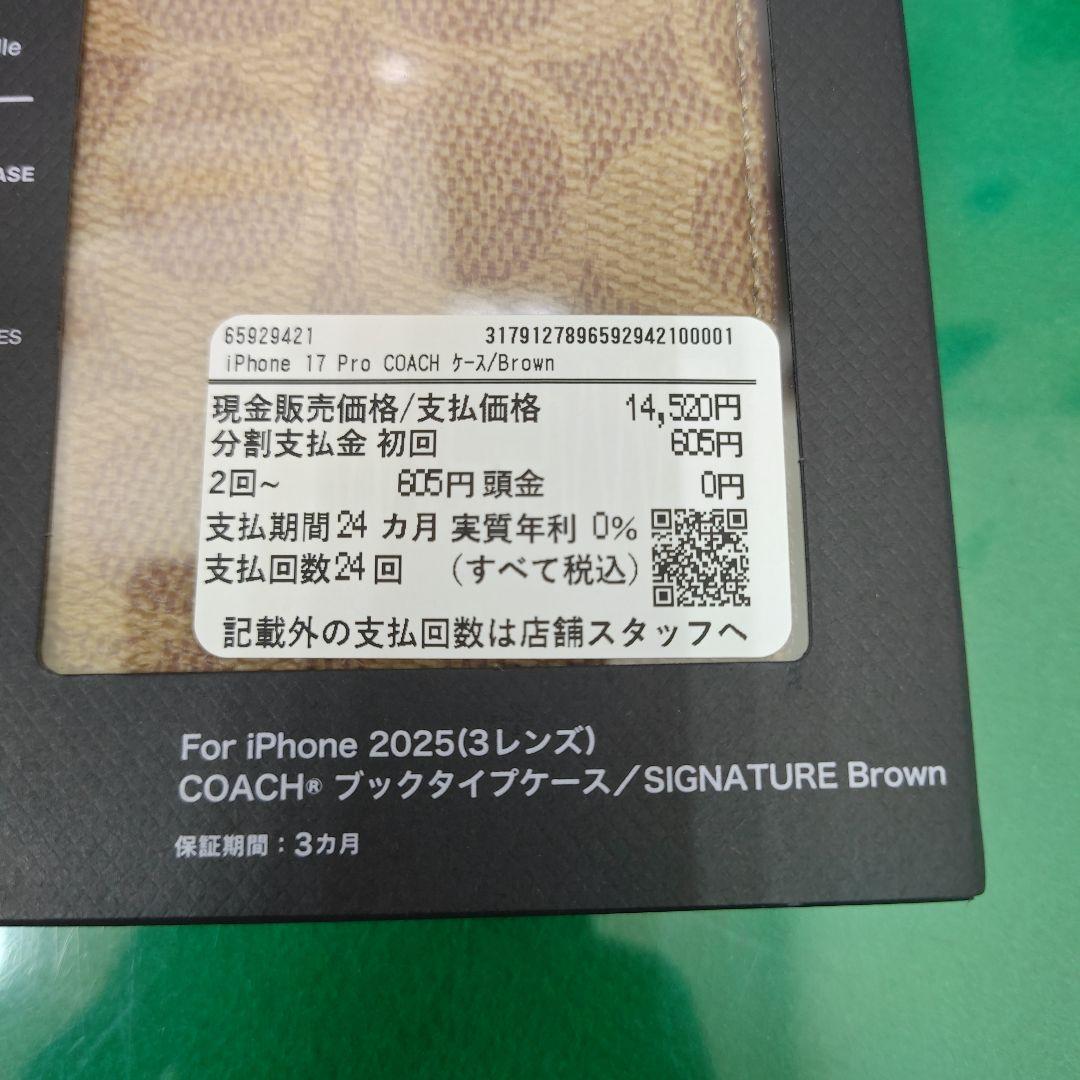 ASE
ES
65929421 3179127896592942100001
iPhone 17 Pro COACH ｹｰｽ/Brown
現金販売価格/支払価格 14,520円
分割支払金 初回 605円
2回~ 605円 頭金 0円
支払期間24 カ月 実質年利 0%
支払回数24 回 (すべて税込)
記載外の支払回数は店舗スタッフへ
For iPhone 2025(3レンズ)
COACH® ブックタイプケース／SIGNATURE Brown
保証期間：3カ月